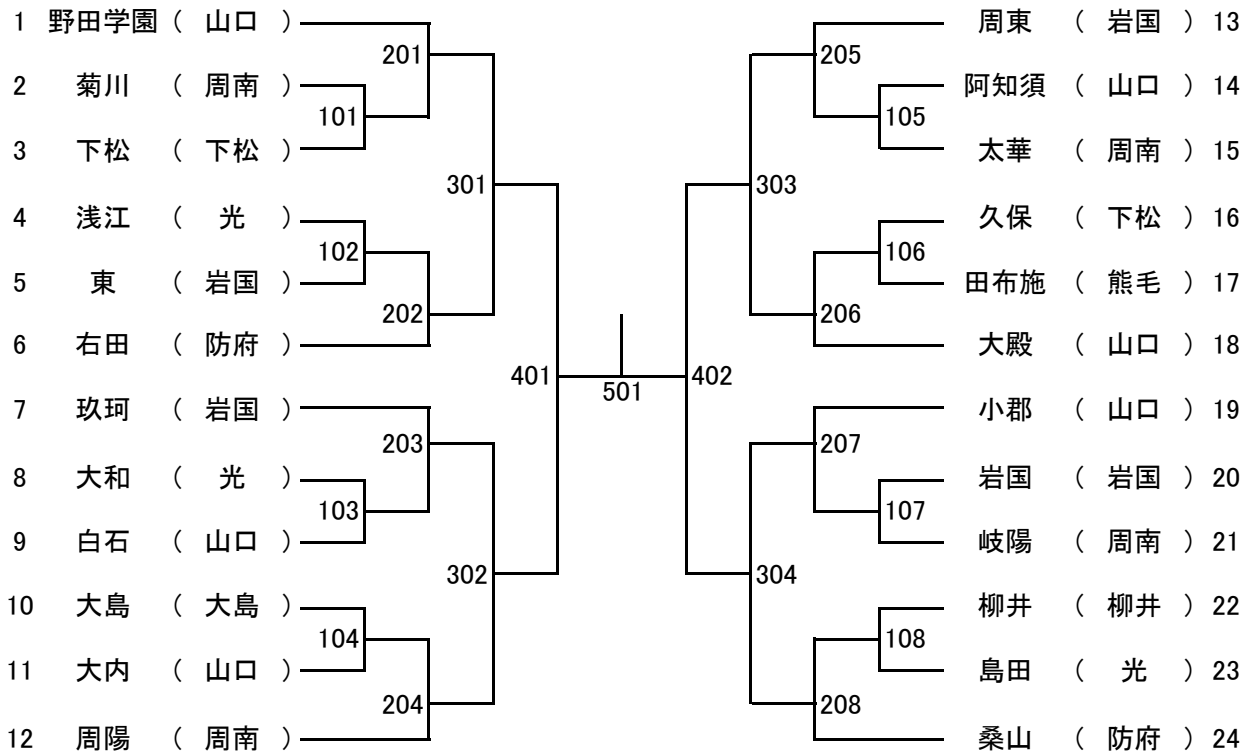 1 野田学園 ( 山口 )
201
2 菊川 ( 周南 )
101
3 下松 ( 下松 )
301
4 浅江 ( 光 )
102
5 東 ( 岩国 )
202
6 右田 ( 防府 )
401
7 玖珂 ( 岩国 )
203
8 大和 ( 光 )
103
9 白石 ( 山口 )
302
10 大島 ( 大島 )
104
11 大内 ( 山口 )
204
12 周陽 ( 周南 )
501
周東 ( 岩国 ) 13
205
阿知須 ( 山口 ) 14
105
太華 ( 周南 ) 15
303
久保 ( 下松 ) 16
106
田布施 ( 熊毛 ) 17
206
大殿 ( 山口 ) 18
402
小郡 ( 山口 ) 19
207
岩国 ( 岩国 ) 20
107
岐陽 ( 周南 ) 21
304
柳井 ( 柳井 ) 22
108
島田 ( 光 ) 23
208
桑山 ( 防府 ) 24